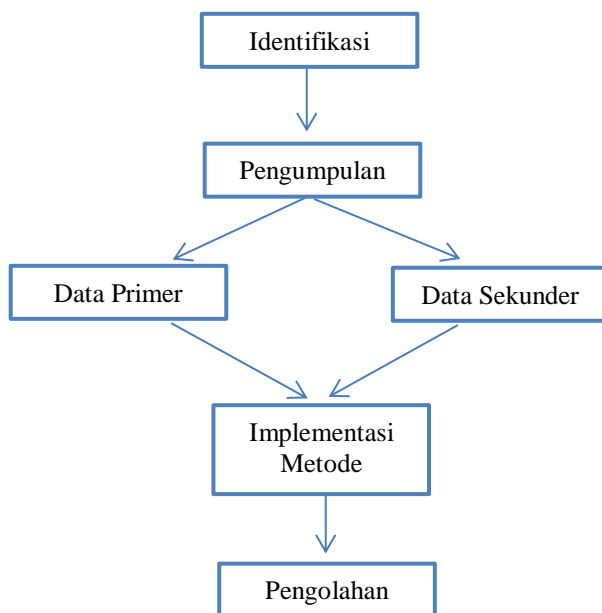 Identifikasi
Pengumpulan
Data Primer
Data Sekunder
Implementasi
Metode
Pengolahan